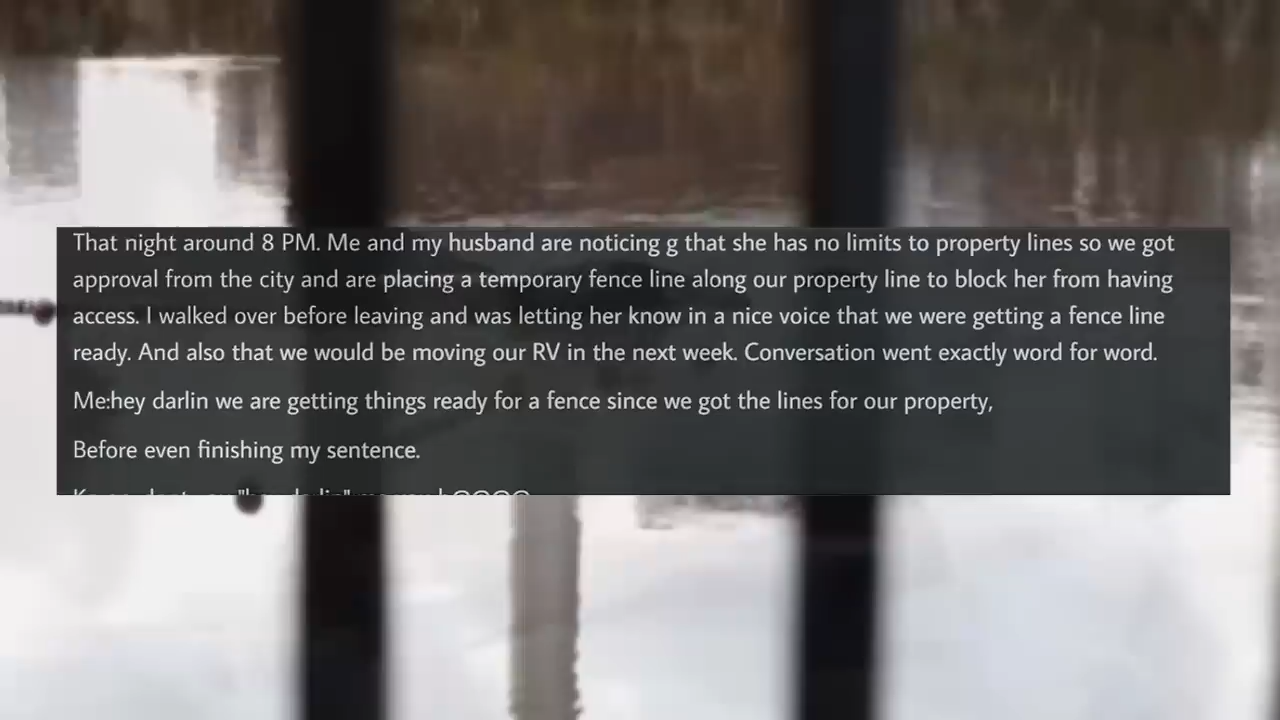 That night around 8 PM. Me and my husband are noticing g that she has no limits to property lines so we got
approval from the city and are placing a temporary fence line along our property line to block her from having
access. I walked over before leaving and was letting her know in a nice voice that we were getting a fence line
ready. And also that we would be moving our RV in the next week. Conversation went exactly word for word.
Me:hey darlin we are getting things ready for a fence since we got the lines for our property,
Before even finishing my sentence.